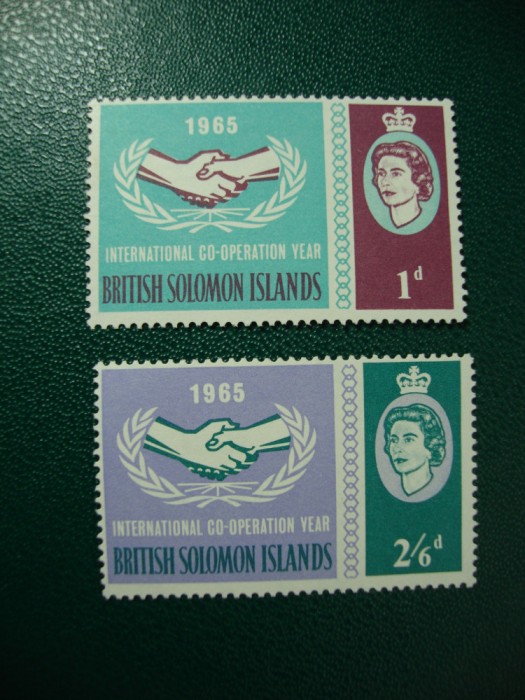 1965
INTERNATIONAL CO-OPERATION YEAR
BRITISH SOLOMON ISLANDS
1d
1965
INTERNATIONAL CO-OPERATION YEAR
BRITISH SOLOMON ISLANDS
2/6d